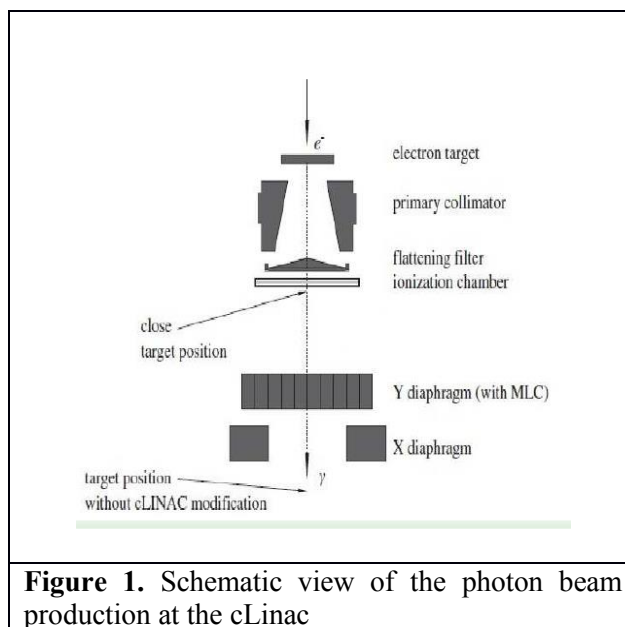 e⁻
electron target
primary collimator
flattening filter
ionization chamber
close
target position
Y diaphragm (with MLC)
X diaphragm
γ
target position
without cLINAC modification
Figure 1. Schematic view of the photon beam
production at the cLinac